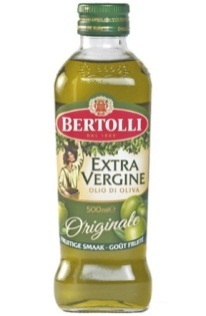 BERTOLLI
DAL 1865
EXTRA
VERGINE
OLIO DI OLIVA
500ml e
Originale
FRUITIGE SMAAK - GOÛT FRUITÉ